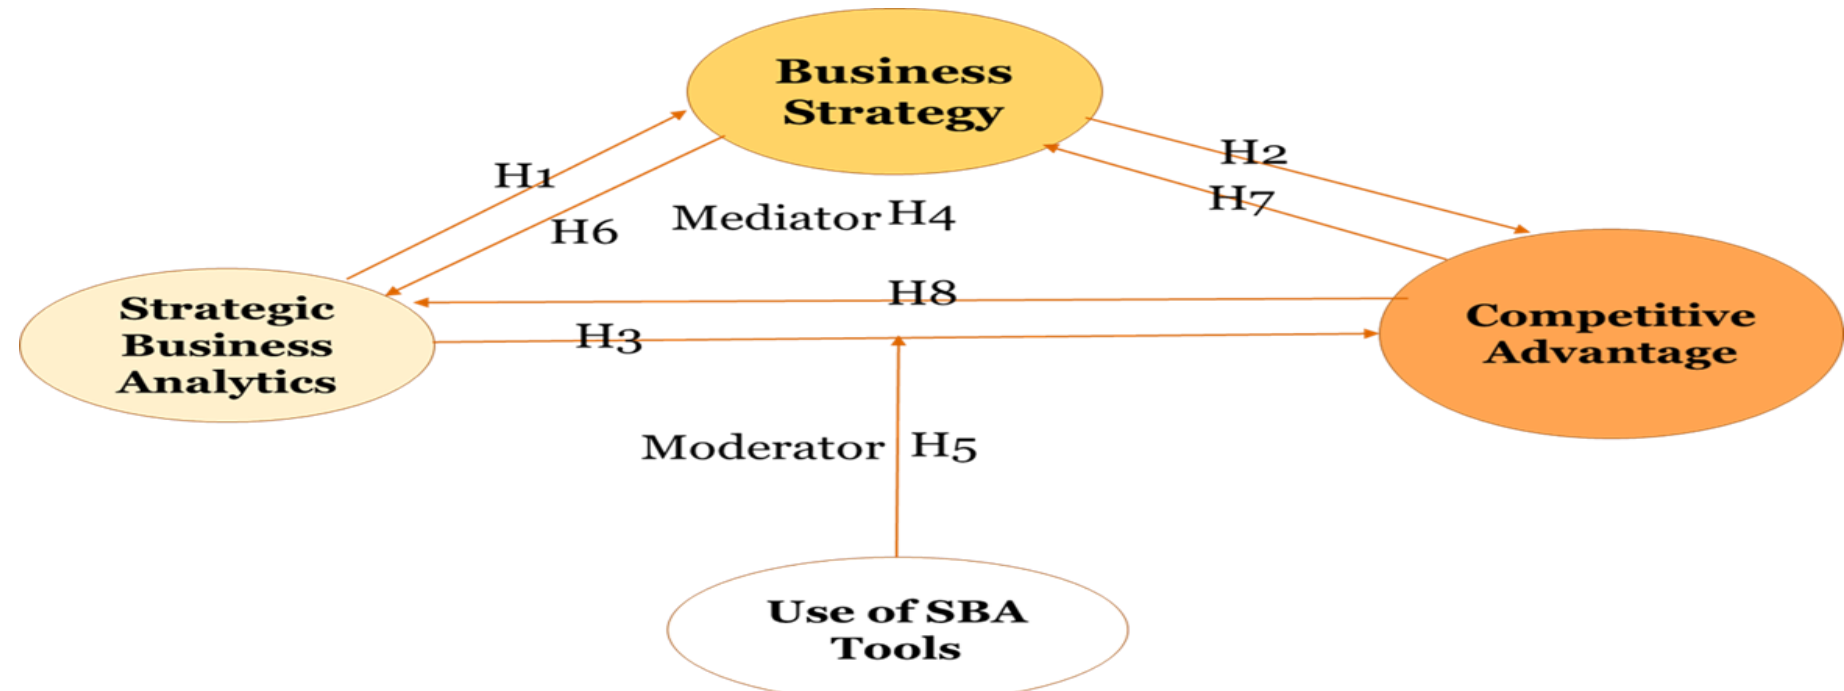 Business
Strategy
H1
H2
H7
H6
Mediator H4
H8
Strategic
Business
Analytics
H3
Competitive
Advantage
Moderator H5
Use of SBA
Tools